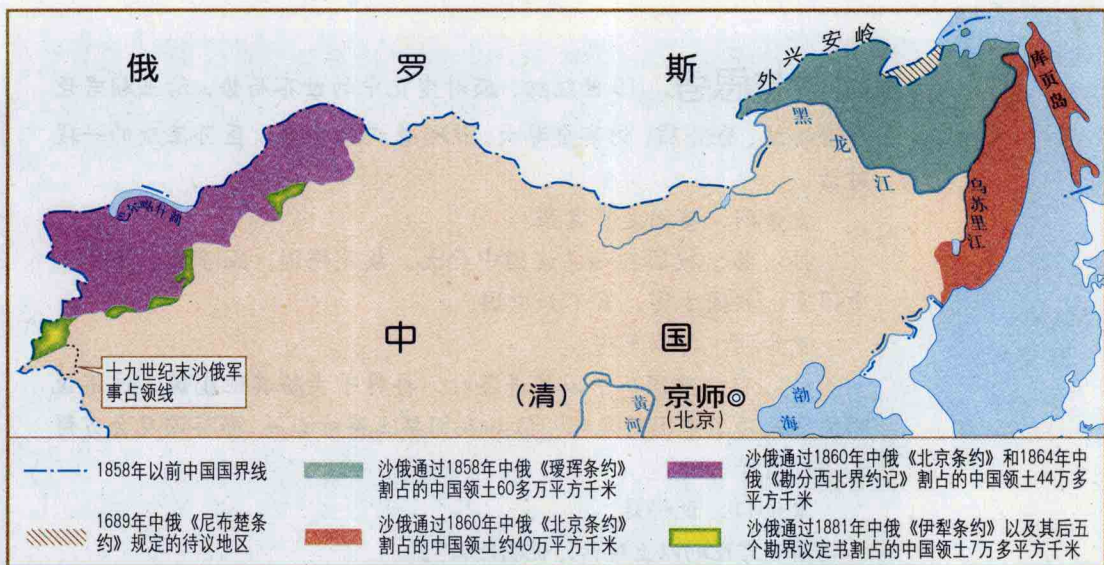 俄 罗 斯
外兴安岭
黑龙江
乌苏里江
库页岛
巴尔喀什湖
中 国
(清)
京师
(北京)
黄河
渤海
十九世纪末沙俄军
事占领线
1858年以前中国国界线
沙俄通过1858年中俄《瑷珲条约》
割占的中国领土60多万平方千米
沙俄通过1860年中俄《北京条约》和1864年中
俄《勘分西北界约记》割占的中国领土44万多
平方千米
1689年中俄《尼布楚条
约》规定的待议地区
沙俄通过1860年中俄《北京条约》
割占的中国领土约40万平方千米
沙俄通过1881年中俄《伊犁条约》以及其后五
个勘界议定书割占的中国领土7万多平方千米